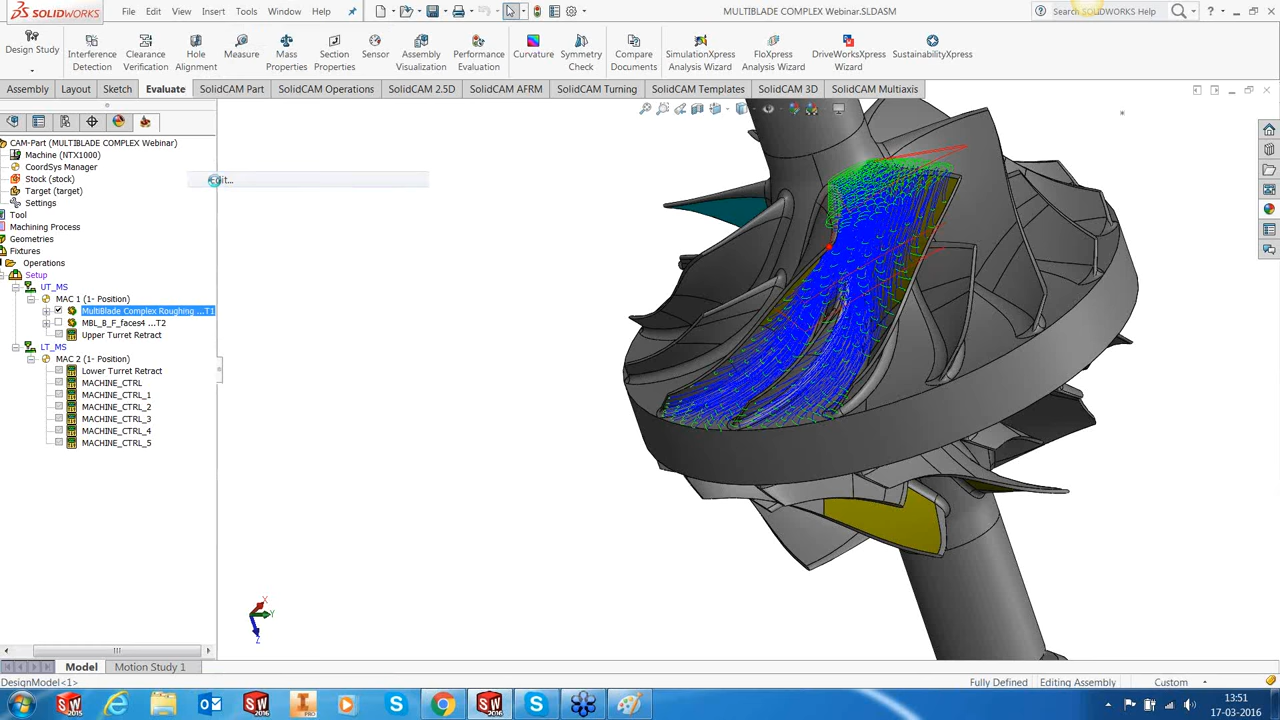 SOLIDWORKS File Edit View Insert Tools Window Help MULTIBLADE COMPLEX Webinar.SLDASM Search SOLIDWORKS Help
Design Study
Interference Detection
Clearance Verification
Hole Alignment
Measure
Mass Properties
Section Properties
Sensor
Assembly Visualization
Performance Evaluation
Curvature
Symmetry Check
Compare Documents
SimulationXpress Analysis Wizard
FloXpress Analysis Wizard
DriveWorksXpress Wizard
SustainabilityXpress
Assembly Layout Sketch Evaluate SolidCAM Part SolidCAM Operations SolidCAM 2.5D SolidCAM AFRM SolidCAM Turning SolidCAM Templates SolidCAM 3D SolidCAM Multiaxis
CAM-Part (MULTIBLADE COMPLEX Webinar)
Machine (NTX1000)
CoordSys Manager
Stock (stock)
Target (target)
Settings
Tool
Machining Process
Geometries
Fixtures
Operations
Setup
UT_MS
MAC 1 (1- Position)
MultiBlade Complex Roughing ...T1
MBL_B_F_faces4 ...T2
Upper Turret Retract
LT_MS
MAC 2 (1- Position)
Lower Turret Retract
MACHINE_CTRL
MACHINE_CTRL_1
MACHINE_CTRL_2
MACHINE_CTRL_3
MACHINE_CTRL_4
MACHINE_CTRL_5
X
Y
Z
Model Motion Study 1
DesignModel<1> Fully Defined Editing Assembly Custom
13:51
17-03-2016